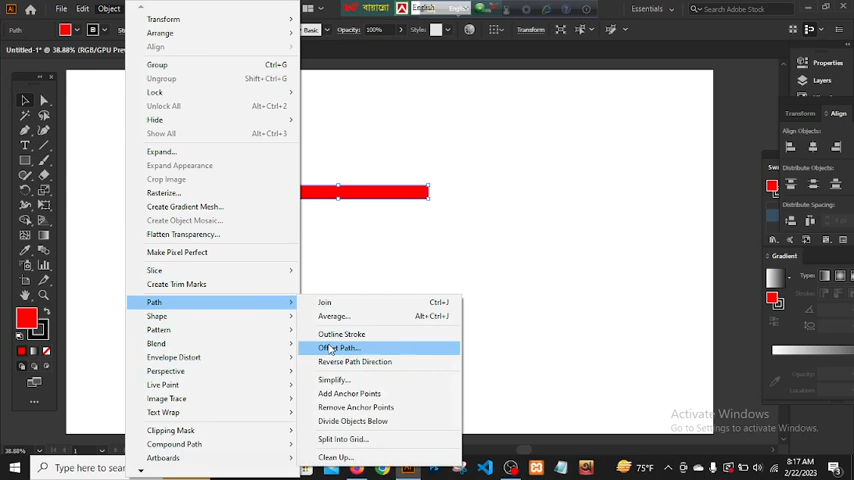 Ai File Edit Object Essentials Search Adobe Stock
বায়ান্নো English
Path Basic Opacity: 100% Style: Transform
Untitled-1* @ 38.88% (RGB/GPU Pre
Transform
Arrange
Align
Group Ctrl+G
Ungroup Shift+Ctrl+G
Lock
Unlock All Alt+Ctrl+2
Hide
Show All Alt+Ctrl+3
Expand...
Expand Appearance
Crop Image
Rasterize...
Create Gradient Mesh...
Create Object Mosaic...
Flatten Transparency...
Make Pixel Perfect
Slice
Create Trim Marks
Path
Shape
Pattern
Blend
Envelope Distort
Perspective
Live Paint
Image Trace
Text Wrap
Clipping Mask
Compound Path
Artboards
Join Ctrl+J
Average... Alt+Ctrl+J
Outline Stroke
Offset Path...
Reverse Path Direction
Simplify...
Add Anchor Points
Remove Anchor Points
Divide Objects Below
Split Into Grid...
Clean Up...
Properties
Layers
Transform Align
Align Objects:
Distribute Objects:
Distribute Spacing:
Gradient
Type:
Stroke:
Opacity:
Location:
Activate Windows
Go to Settings to activate Windows.
38.88% 1
Type here to sear
75°F
8:17 AM
2/22/2023